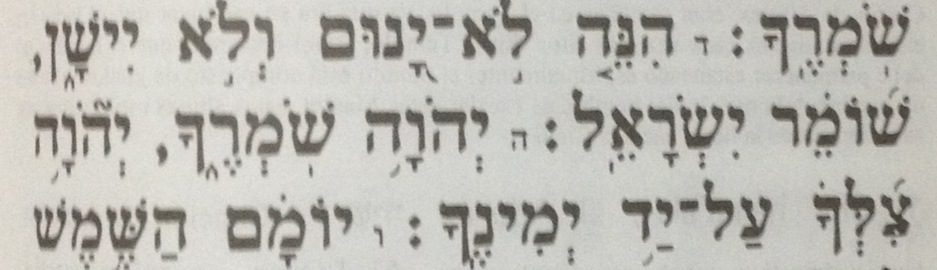 שֹׁמְרֶֽךָ׃ ד הִנֵּ֣ה לֹֽא־יָ֭נוּם וְלֹ֣א יִישָׁ֑ן,
שׁ֝וֹמֵ֗ר יִשְׂרָאֵֽל׃ ה יְהֹוָ֥ה שֹׁמְרֶ֑ךָ, יְהֹוָ֥ה
צִ֝לְּךָ֗ עַל־יַ֥ד יְמִינֶֽךָ׃ ו יוֹמָ֗ם הַשֶּׁ֥מֶשׁ